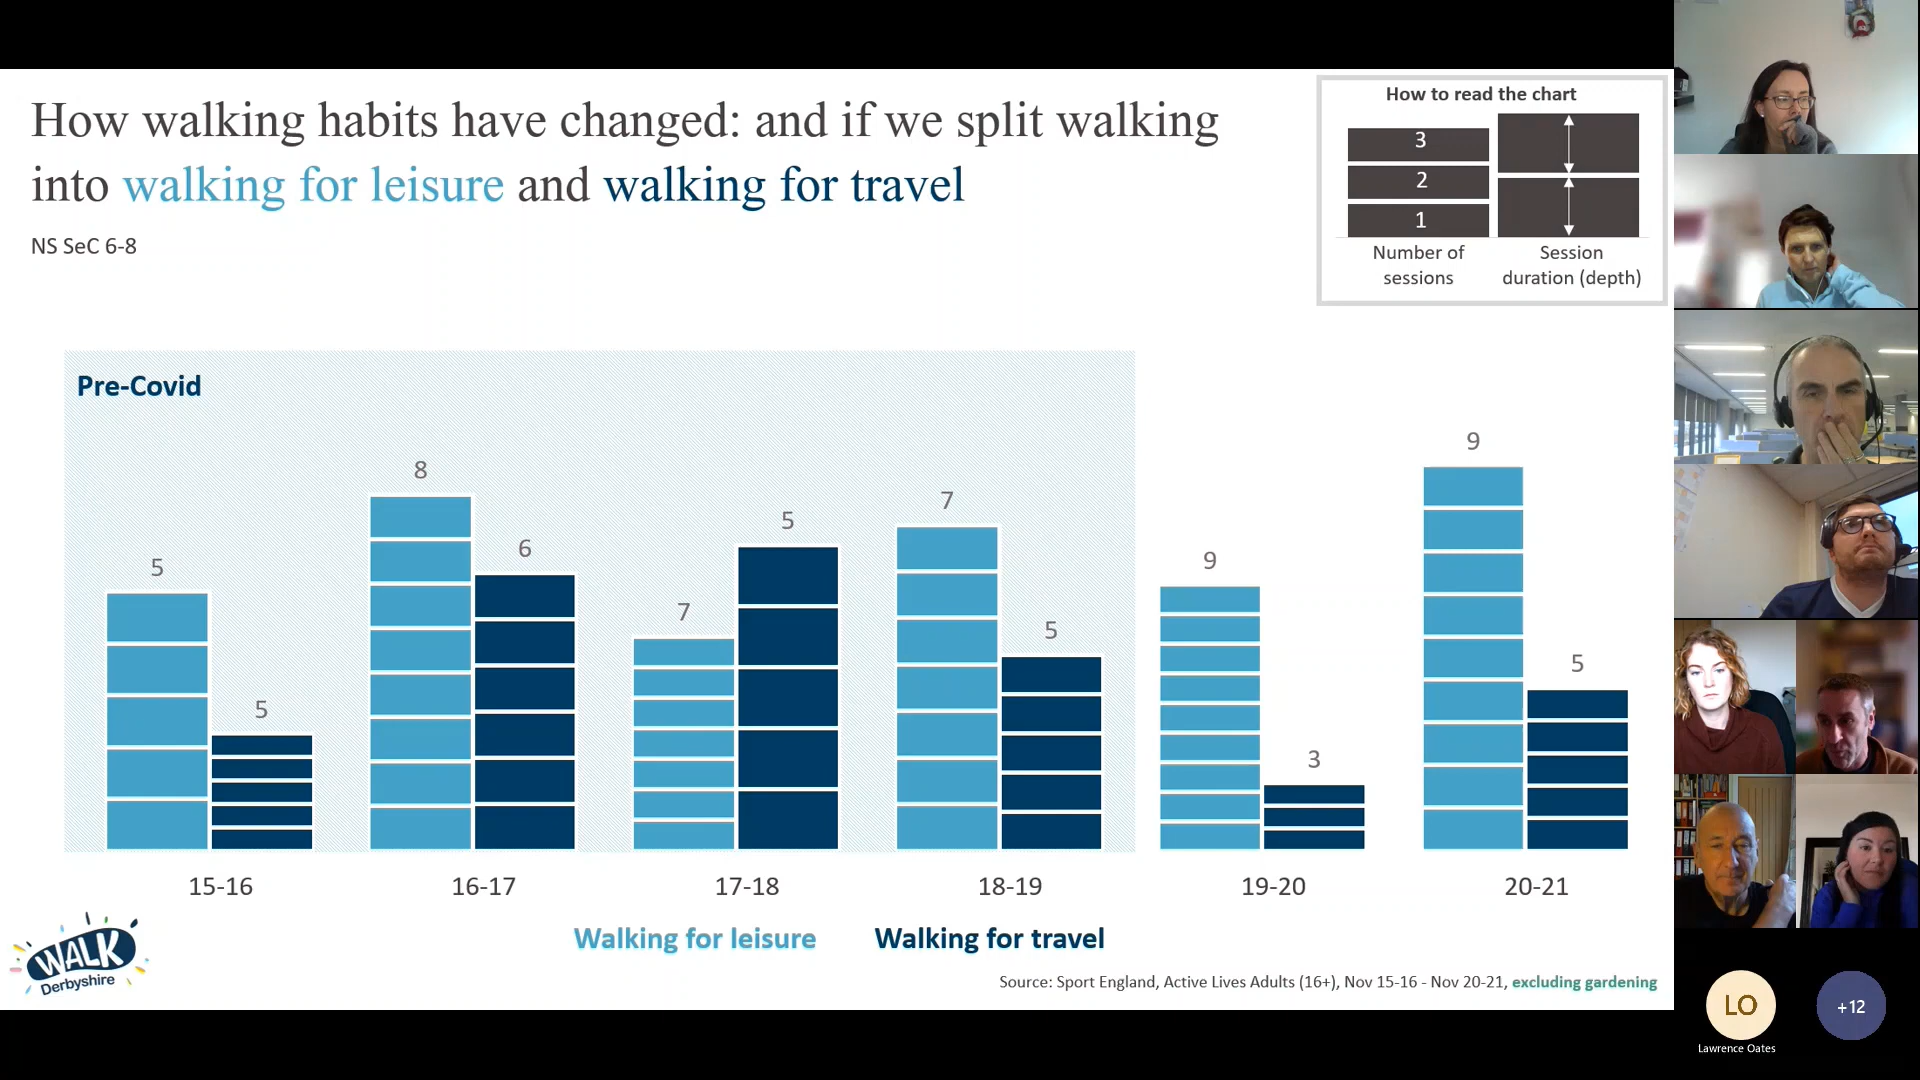 How walking habits have changed: and if we split walking
into walking for leisure and walking for travel
NS SeC 6-8
How to read the chart
3
2
1
Number of
sessions
Session
duration (depth)
Pre-Covid
5
5
8
6
7
5
7
5
9
3
9
5
15-16
16-17
17-18
18-19
19-20
20-21
Walking for leisure
Walking for travel
WALK
Derbyshire
Source: Sport England, Active Lives Adults (16+), Nov 15-16 - Nov 20-21, excluding gardening
LO
+12
Lawrence Oates